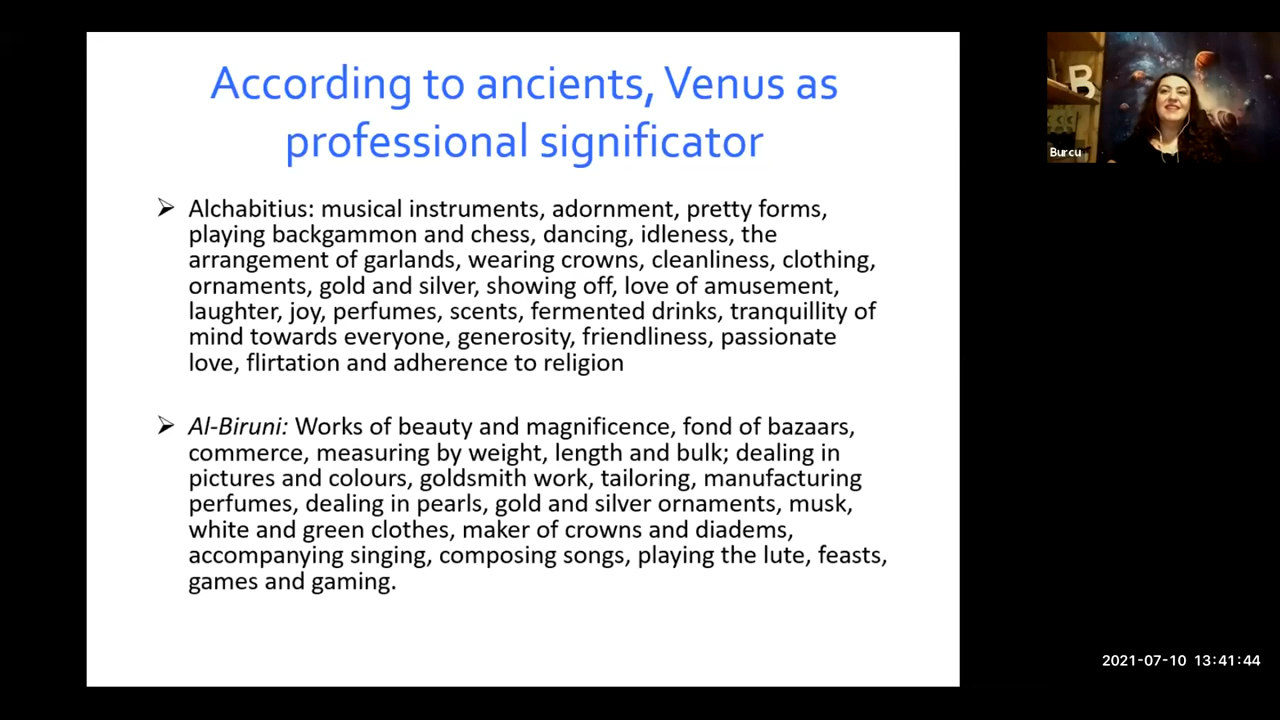 According to ancients, Venus as
professional significator
Alchabitius: musical instruments, adornment, pretty forms,
playing backgammon and chess, dancing, idleness, the
arrangement of garlands, wearing crowns, cleanliness, clothing,
ornaments, gold and silver, showing off, love of amusement,
laughter, joy, perfumes, scents, fermented drinks, tranquillity of
mind towards everyone, generosity, friendliness, passionate
love, flirtation and adherence to religion
Al-Biruni: Works of beauty and magnificence, fond of bazaars,
commerce, measuring by weight, length and bulk; dealing in
pictures and colours, goldsmith work, tailoring, manufacturing
perfumes, dealing in pearls, gold and silver ornaments, musk,
white and green clothes, maker of crowns and diadems,
accompanying singing, composing songs, playing the lute, feasts,
games and gaming.
B
Burcu
2021-07-10 13:41:44